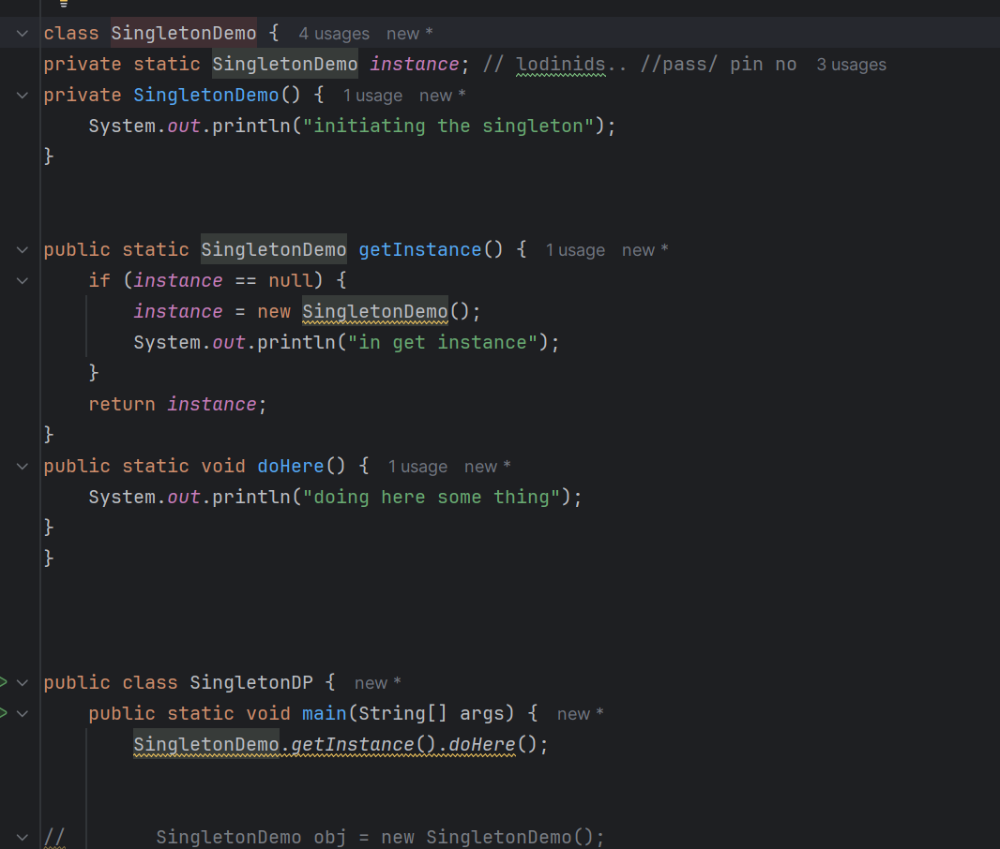 class SingletonDemo {  4 usages  new *
private static SingletonDemo instance; // lodinids.. //pass/ pin no  3 usages
private SingletonDemo() {  1 usage  new *
    System.out.println("initiating the singleton");
}
public static SingletonDemo getInstance() {  1 usage  new *
    if (instance == null) {
        instance = new SingletonDemo();
        System.out.println("in get instance");
    }
    return instance;
}
public static void doHere() {  1 usage  new *
    System.out.println("doing here some thing");
}
}
public class SingletonDP {  new *
    public static void main(String[] args) {  new *
        SingletonDemo.getInstance().doHere();
//        SingletonDemo obj = new SingletonDemo();